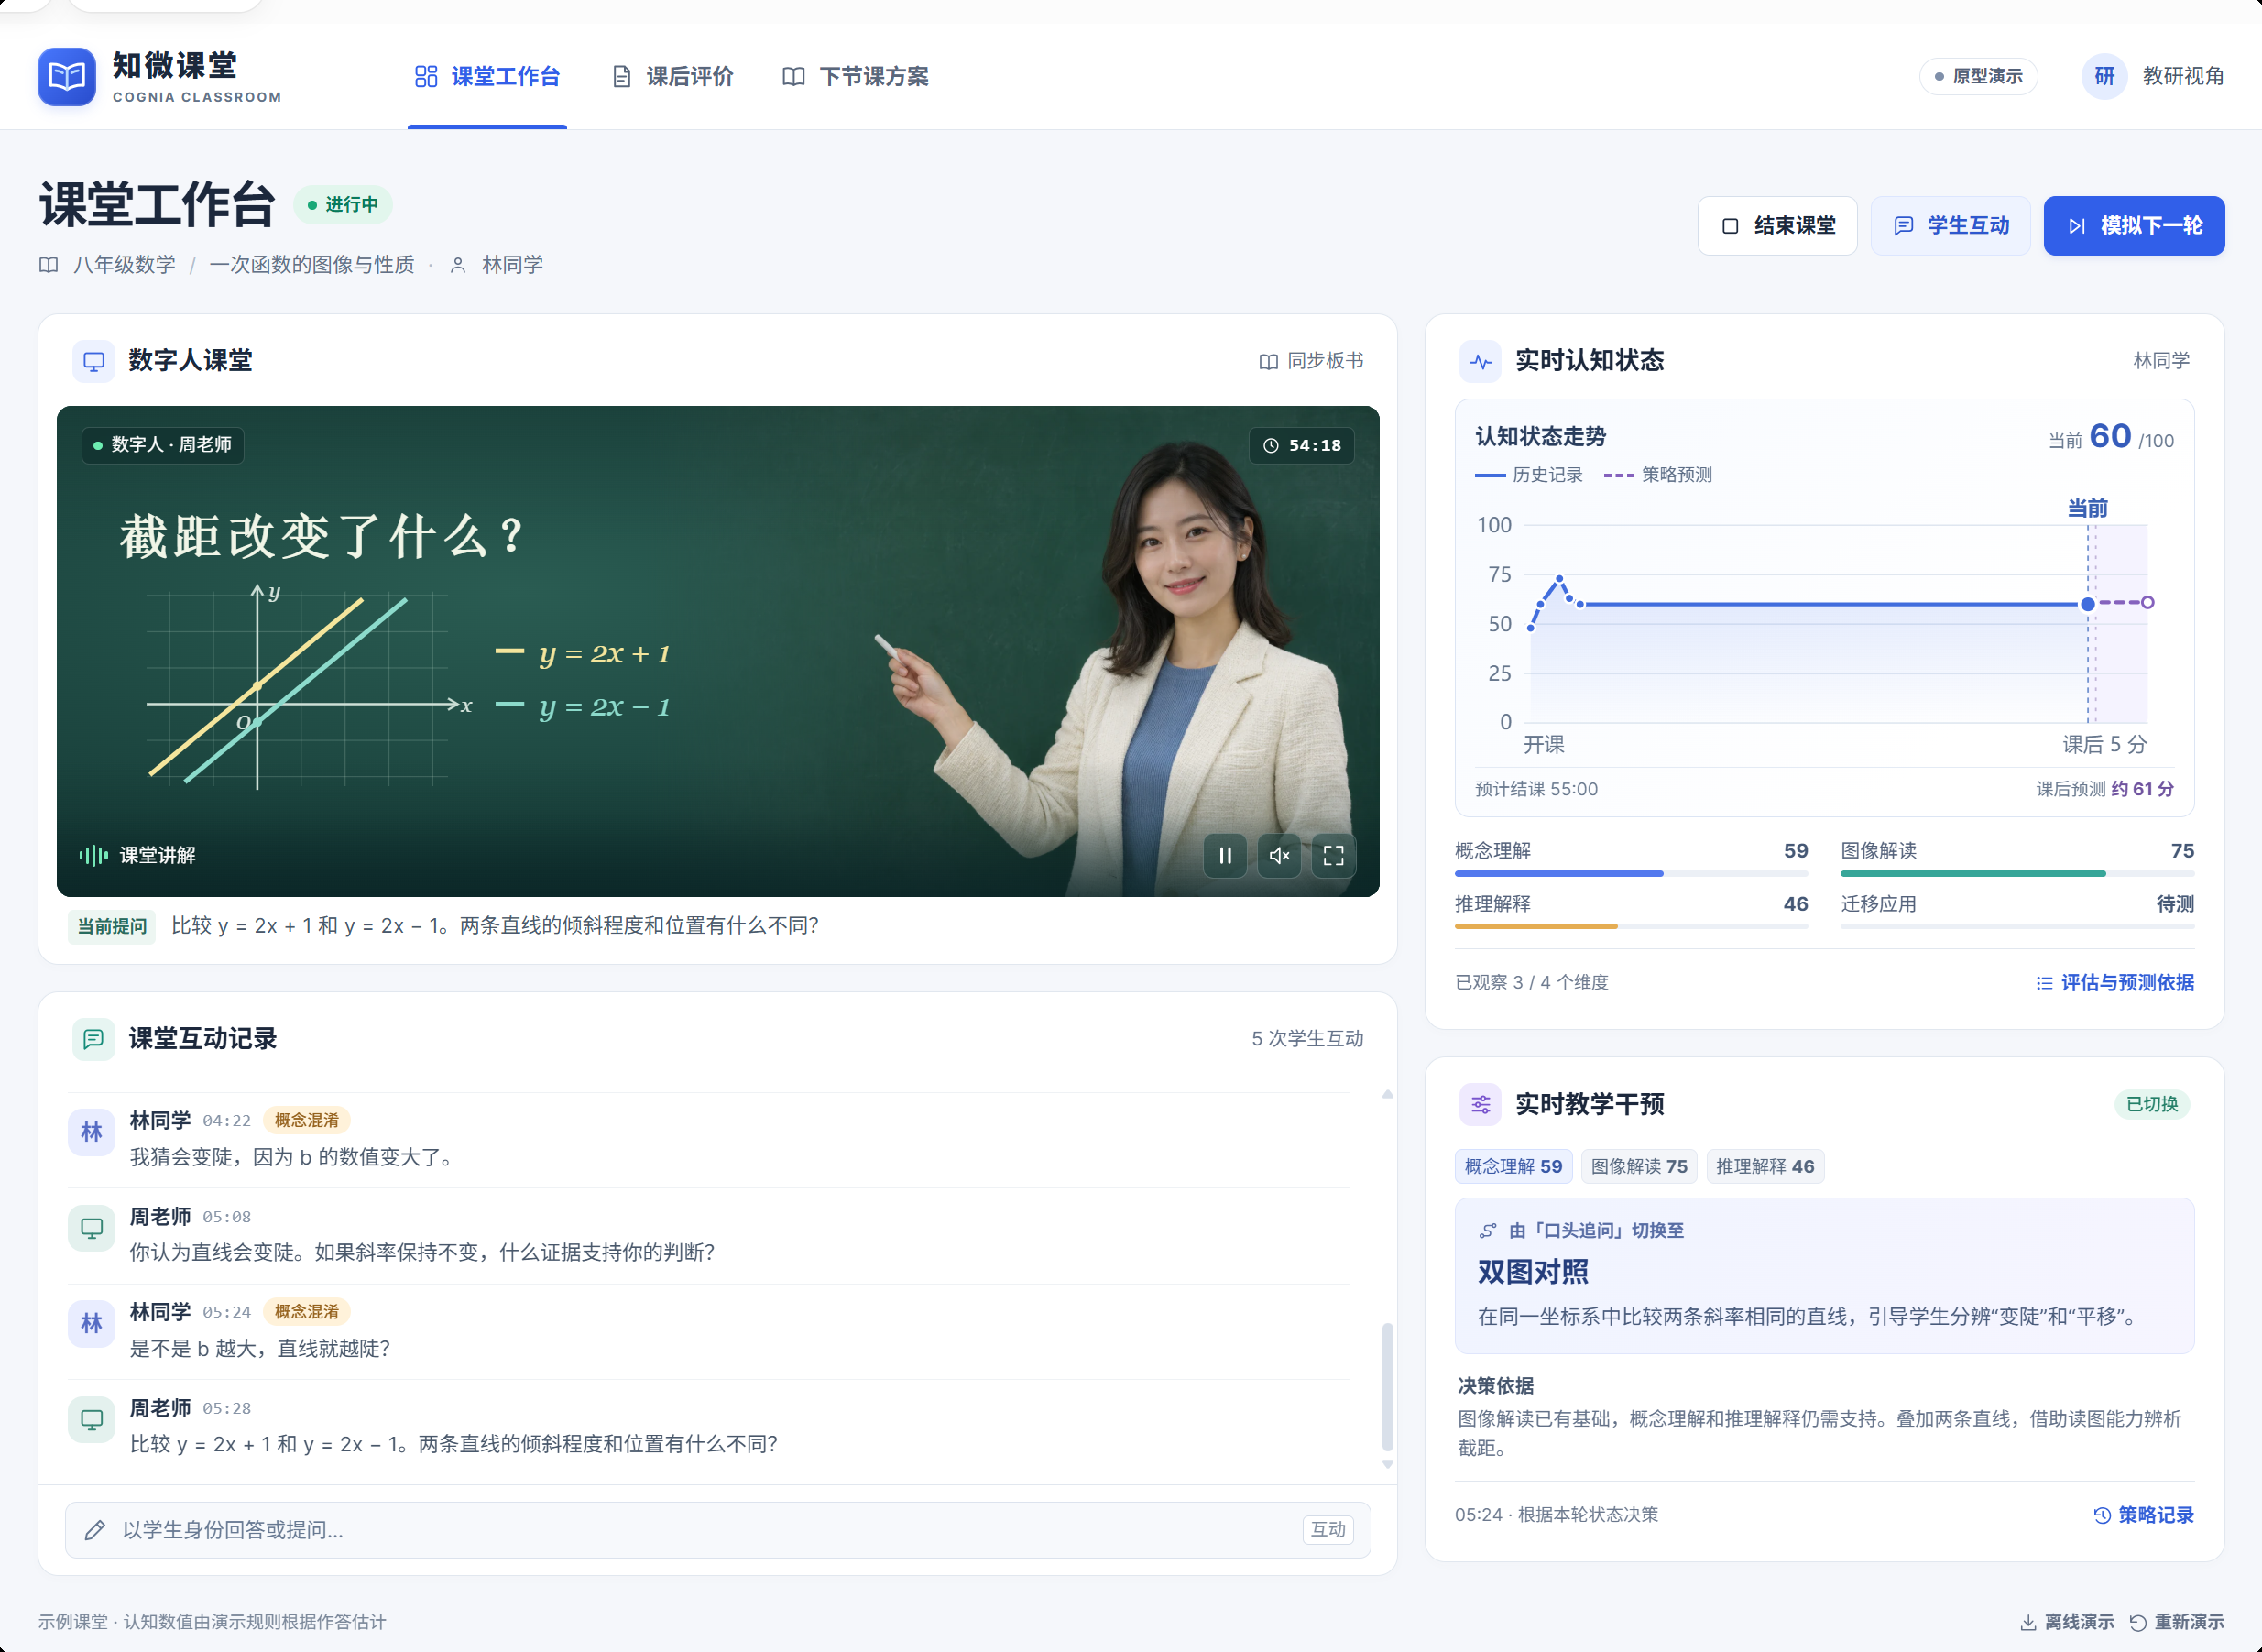 知微课堂
COGNIA CLASSROOM
课堂工作台
课后评价
下节课方案
原型演示
研
教研视角
课堂工作台
进行中
八年级数学 / 一次函数的图像与性质 · 林同学
结束课堂
学生互动
模拟下一轮
数字人课堂
同步板书
数字人 · 周老师
54:18
截距改变了什么？
y
x
O
y = 2x + 1
y = 2x − 1
课堂讲解
当前提问
比较 y = 2x + 1 和 y = 2x − 1。两条直线的倾斜程度和位置有什么不同？
课堂互动记录
5 次学生互动
林
林同学 04:22 概念混淆
我猜会变陡，因为 b 的数值变大了。
周老师 05:08
你认为直线会变陡。如果斜率保持不变，什么证据支持你的判断？
林
林同学 05:24 概念混淆
是不是 b 越大，直线就越陡？
周老师 05:28
比较 y = 2x + 1 和 y = 2x − 1。两条直线的倾斜程度和位置有什么不同？
以学生身份回答或提问...
互动
实时认知状态
林同学
认知状态走势
当前 60 /100
历史记录
策略预测
当前
100
75
50
25
0
开课
课后 5 分
预计结课 55:00
课后预测 约 61 分
概念理解 59
图像解读 75
推理解释 46
迁移应用 待测
已观察 3 / 4 个维度
评估与预测依据
实时教学干预
已切换
概念理解 59
图像解读 75
推理解释 46
由「口头追问」切换至
双图对照
在同一坐标系中比较两条斜率相同的直线，引导学生分辨“变陡”和“平移”。
决策依据
图像解读已有基础，概念理解和推理解释仍需支持。叠加两条直线，借助读图能力辨析
截距。
05:24 · 根据本轮状态决策
策略记录
示例课堂 · 认知数值由演示规则根据作答估计
离线演示
重新演示